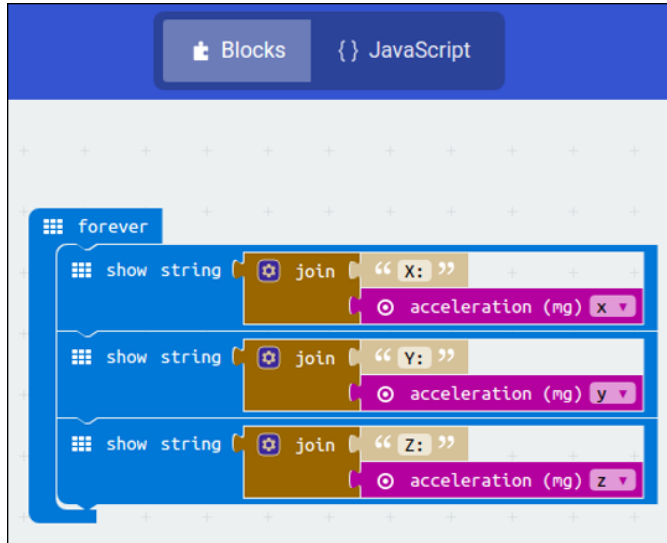 Blocks {} JavaScript
forever
show string join “ X: ”
acceleration (mg) x
show string join “ Y: ”
acceleration (mg) y
show string join “ Z: ”
acceleration (mg) z